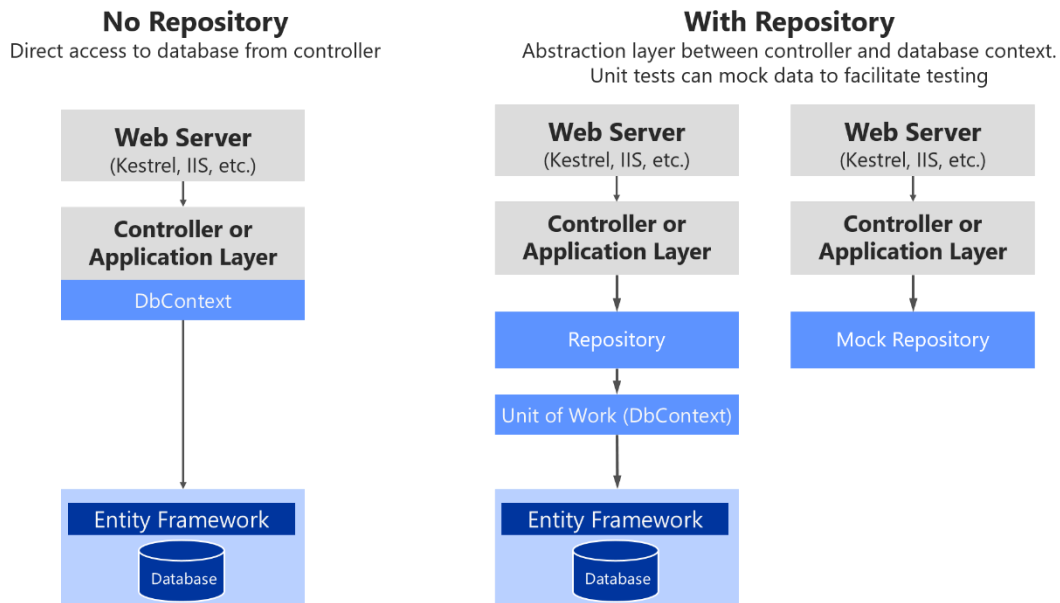 No Repository
Direct access to database from controller
Web Server
(Kestrel, IIS, etc.)
Controller or
Application Layer
DbContext
Entity Framework
Database
With Repository
Abstraction layer between controller and database context.
Unit tests can mock data to facilitate testing
Web Server
(Kestrel, IIS, etc.)
Controller or
Application Layer
Repository
Unit of Work (DbContext)
Entity Framework
Database
Web Server
(Kestrel, IIS, etc.)
Controller or
Application Layer
Mock Repository